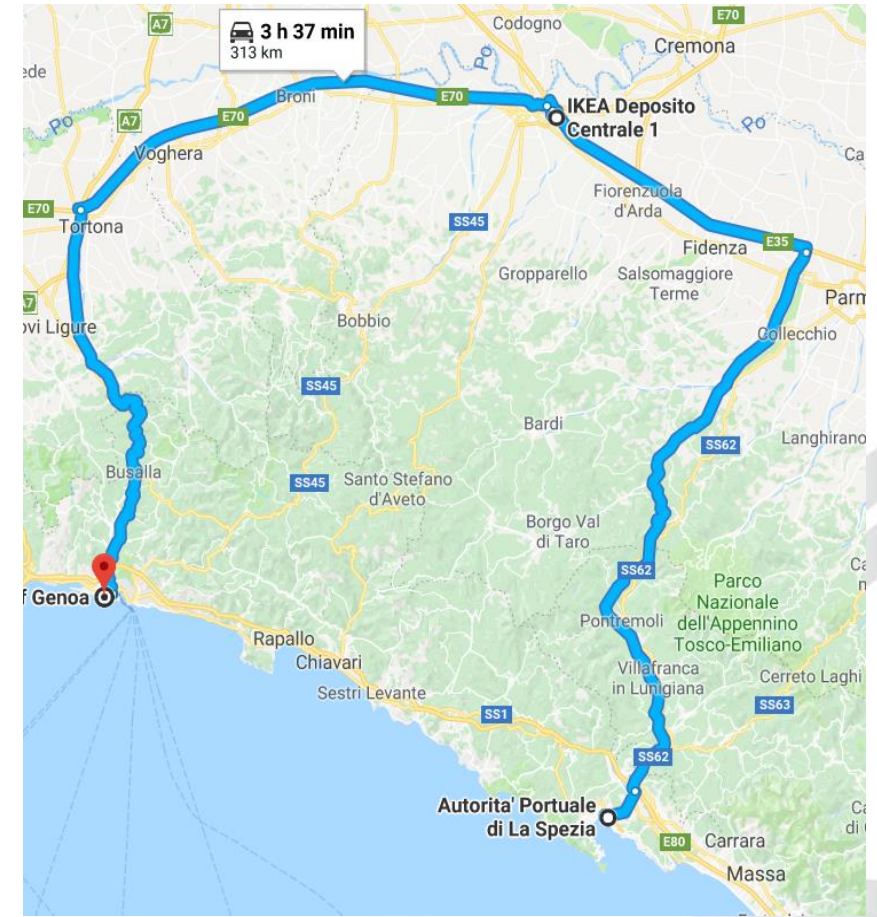 A7
3 h 37 min
313 km
Codogno
E70
Cremona
Po
ede
Broni
E70
IKEA Deposito
Centrale 1
Po
A7
E70
Po
Voghera
Ca
Fiorenzuola
d'Arda
E70
Tortona
SS45
Fidenza
E35
Gropparello
Salsomaggiore
Terme
Parm
A7
vi Ligure
Bobbio
Collecchio
SS45
Bardi
SS62
Langhirano
Busalla
SS45
Santo Stefano
d'Aveto
Borgo Val
di Taro
SS62
Parco
Nazionale
dell'Appennino
Tosco-Emiliano
f Genoa
Pontremoli
Rapallo
Chiavari
Villafranca
in Lunigiana
Cerreto Laghi
Sestri Levante
SS1
SS63
SS62
Autorita' Portuale
di La Spezia
E80
Carrara
di
Massa